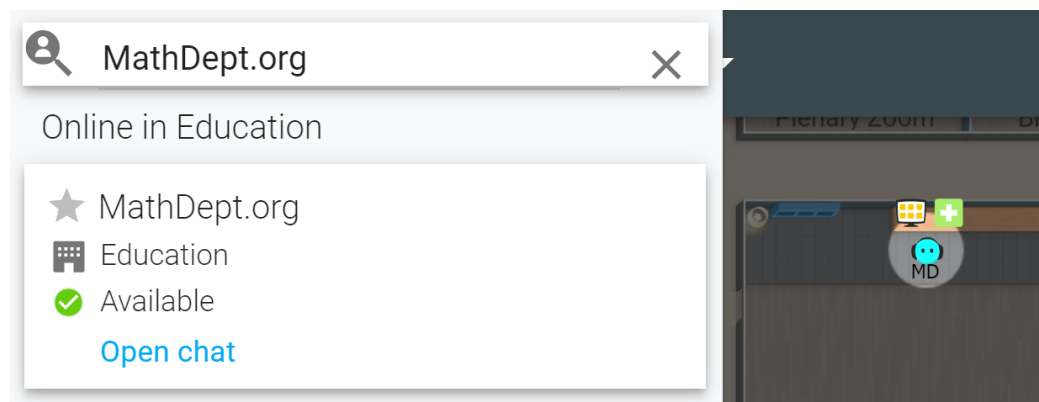 MathDept.org
Online in Education
MathDept.org
Education
Available
Open chat
Plenary Zoom
MD